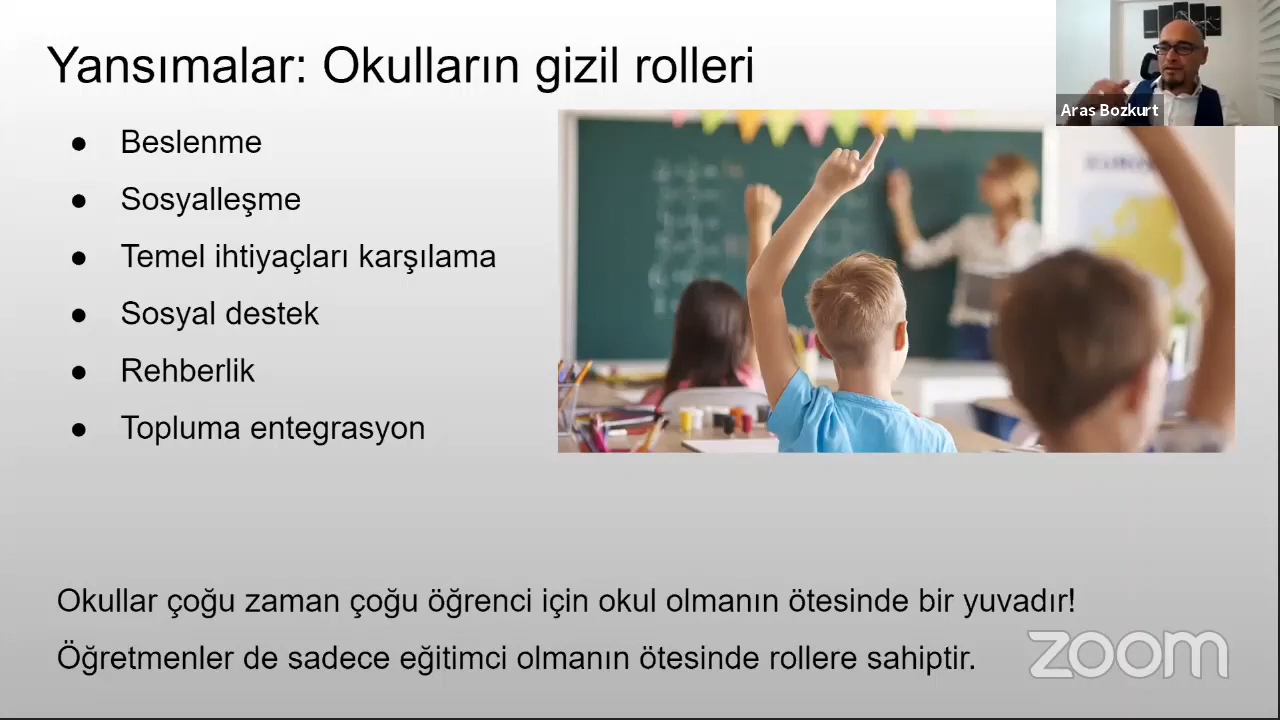 Yansımalar: Okulların gizil rolleri
Aras Bozkurt
● Beslenme
● Sosyalleşme
● Temel ihtiyaçları karşılama
● Sosyal destek
● Rehberlik
● Topluma entegrasyon
Okullar çoğu zaman çoğu öğrenci için okul olmanın ötesinde bir yuvadır!
Öğretmenler de sadece eğitimci olmanın ötesinde rollere sahiptir.
zoom